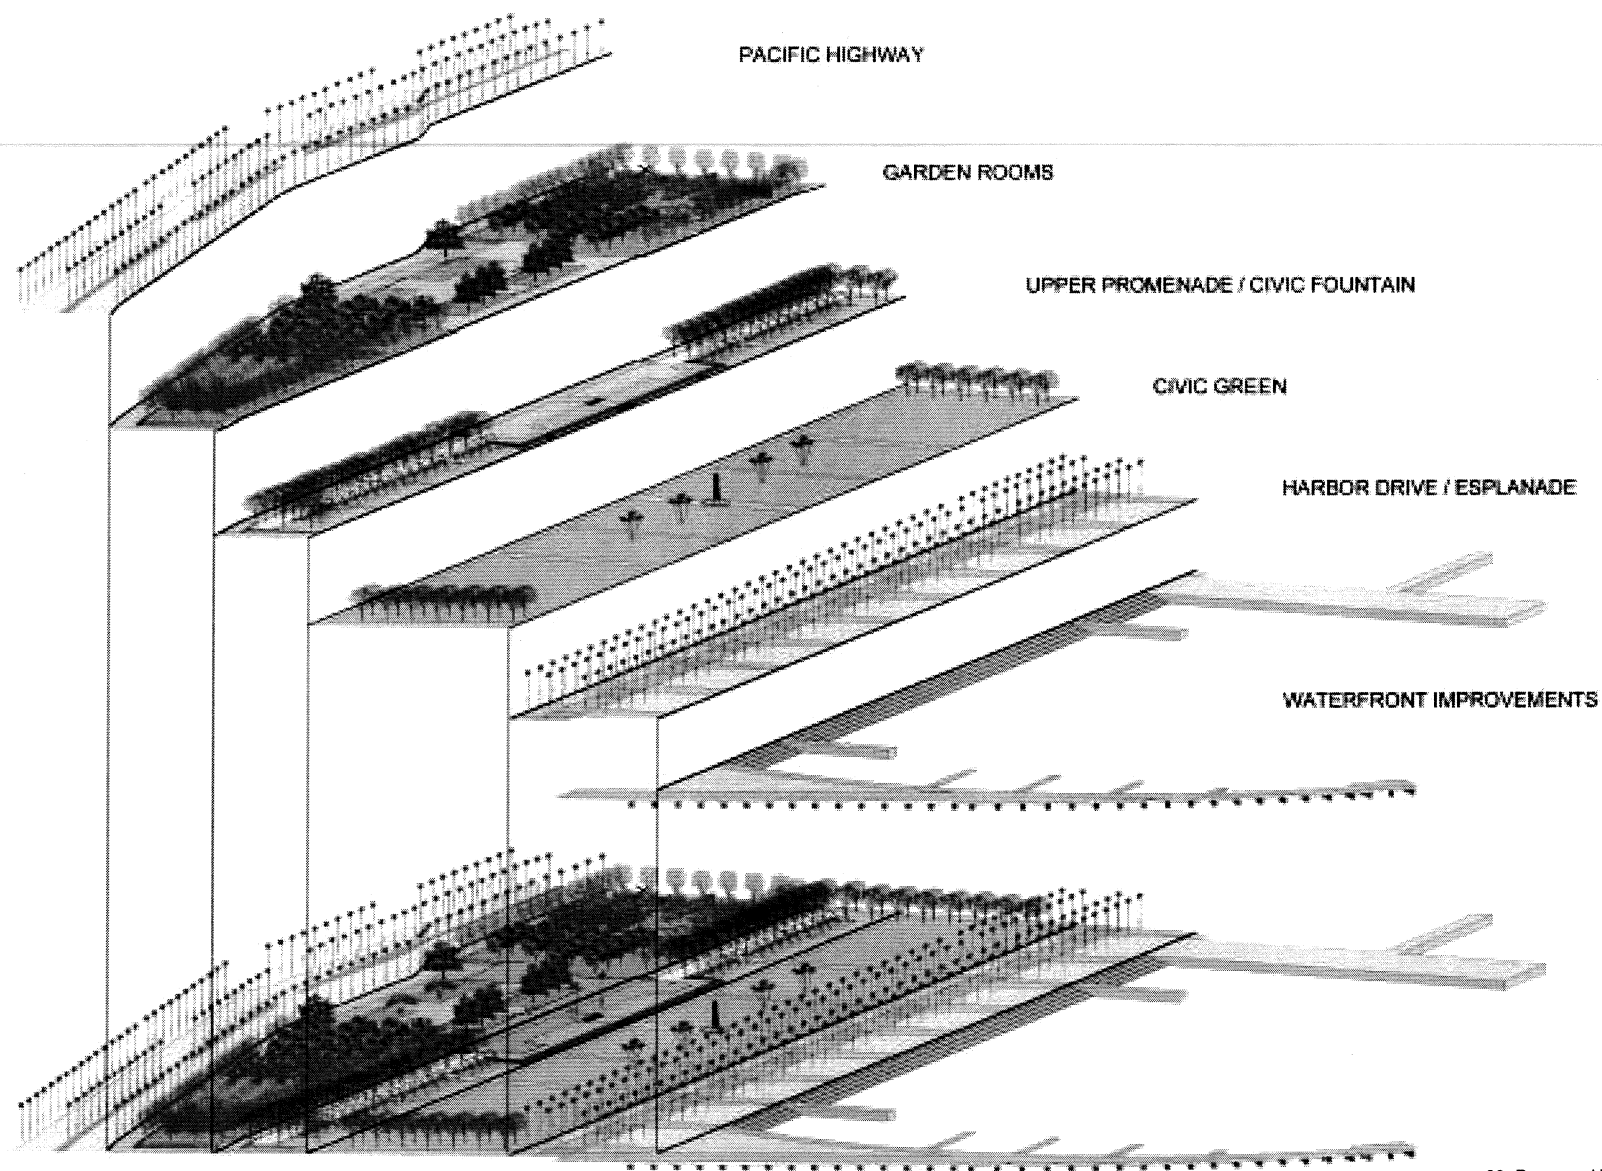 PACIFIC HIGHWAY
GARDEN ROOMS
UPPER PROMENADE / CIVIC FOUNTAIN
CIVIC GREEN
HARBOR DRIVE / ESPLANADE
WATERFRONT IMPROVEMENTS